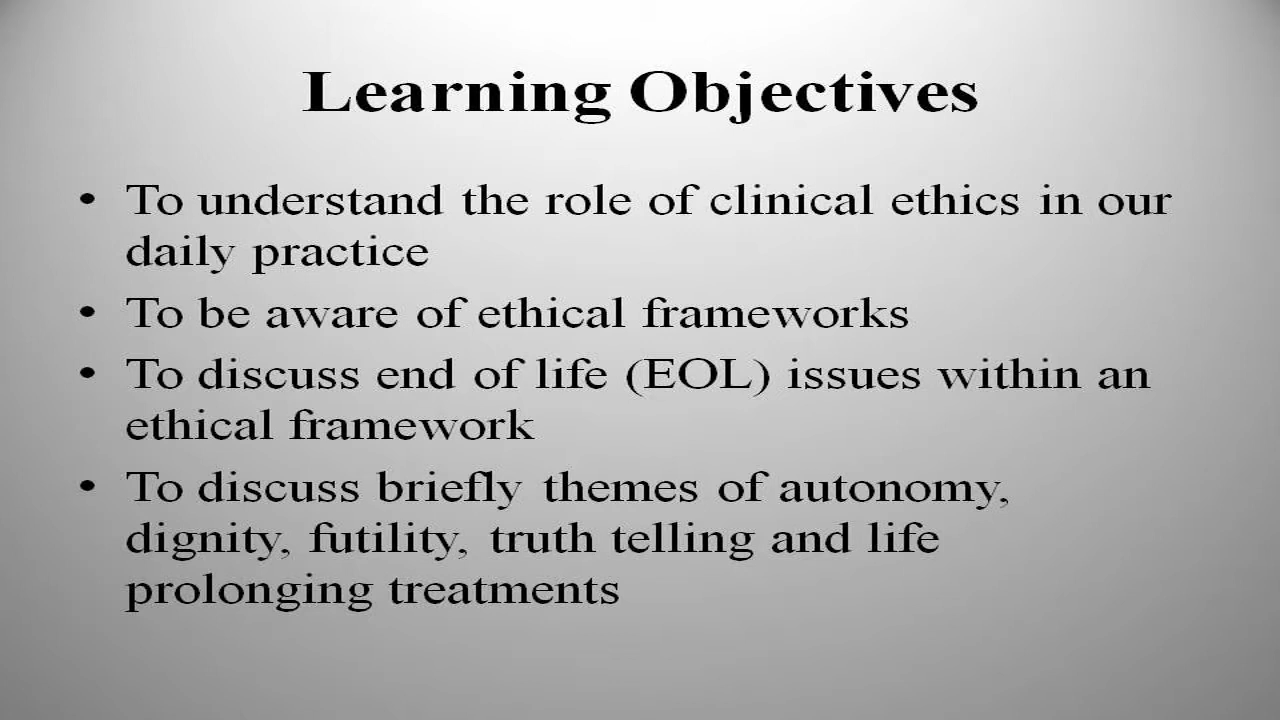 Learning Objectives
• To understand the role of clinical ethics in our
daily practice
• To be aware of ethical frameworks
• To discuss end of life (EOL) issues within an
ethical framework
• To discuss briefly themes of autonomy,
dignity, futility, truth telling and life
prolonging treatments